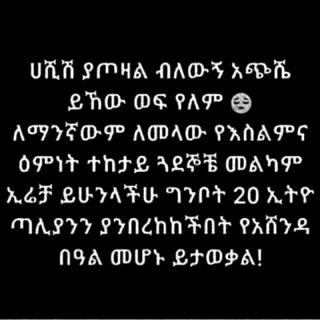 ሀሺሽ ያጦዛል ብለውኝ አጭሼ
ይኸው ወፍ የለም 😌
ለማንኛውም ለመላው የእስልምና
ዕምነት ተከታይ ጓደኞቼ መልካም
ኢሬቻ ይሁንላችሁ ግንቦት 20 ኢትዮ
ጣሊያንን ያንበረከከችበት የአሸንዳ
በዓል መሆኑ ይታወቃል!